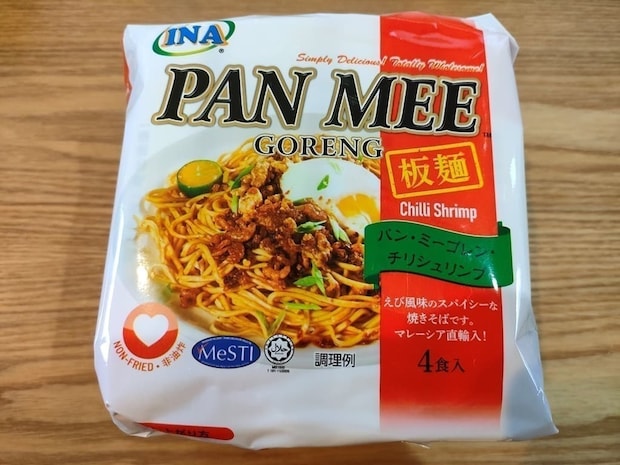 INA®
Simply Delicious! Totally Wholesome!
PAN MEE™
GORENG
板麺
Chilli Shrimp
パン・ミーゴレン・
チリシュリンプ
えび風味のスパイシーな
焼きそばです。
マレーシア直輸入!
4食入
NON-FRIED・非油炸
MeSTI
調理例